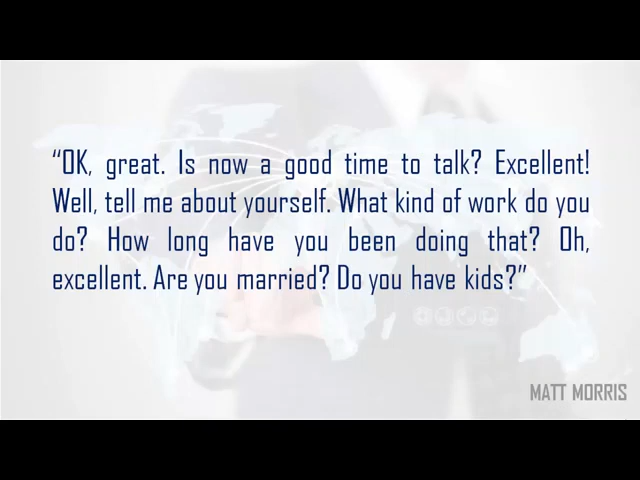 “OK, great. Is now a good time to talk? Excellent!
Well, tell me about yourself. What kind of work do you
do? How long have you been doing that? Oh,
excellent. Are you married? Do you have kids?”
MATT MORRIS